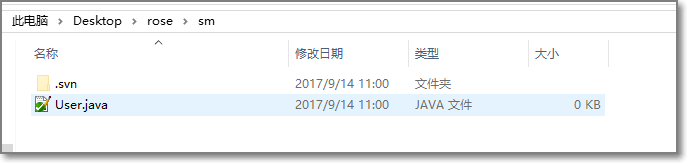 此电脑 > Desktop > rose > sm
名称 修改日期 类型 大小
.svn 2017/9/14 11:00 文件夹
User.java 2017/9/14 11:00 JAVA 文件 0 KB